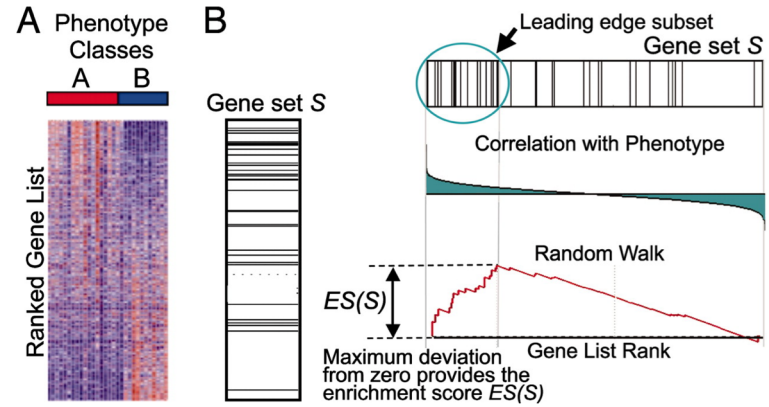 A
Phenotype
Classes
A B
Ranked Gene List
B
Gene set S
Leading edge subset
Gene set S
Correlation with Phenotype
Random Walk
ES(S)
Gene List Rank
Maximum deviation
from zero provides the
enrichment score ES(S)